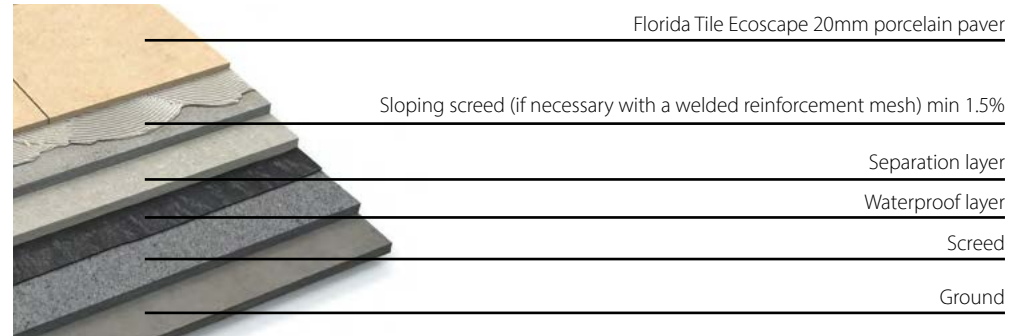 Florida Tile Ecoscape 20mm porcelain paver
Sloping screed (if necessary with a welded reinforcement mesh) min 1.5%
Separation layer
Waterproof layer
Screed
Ground